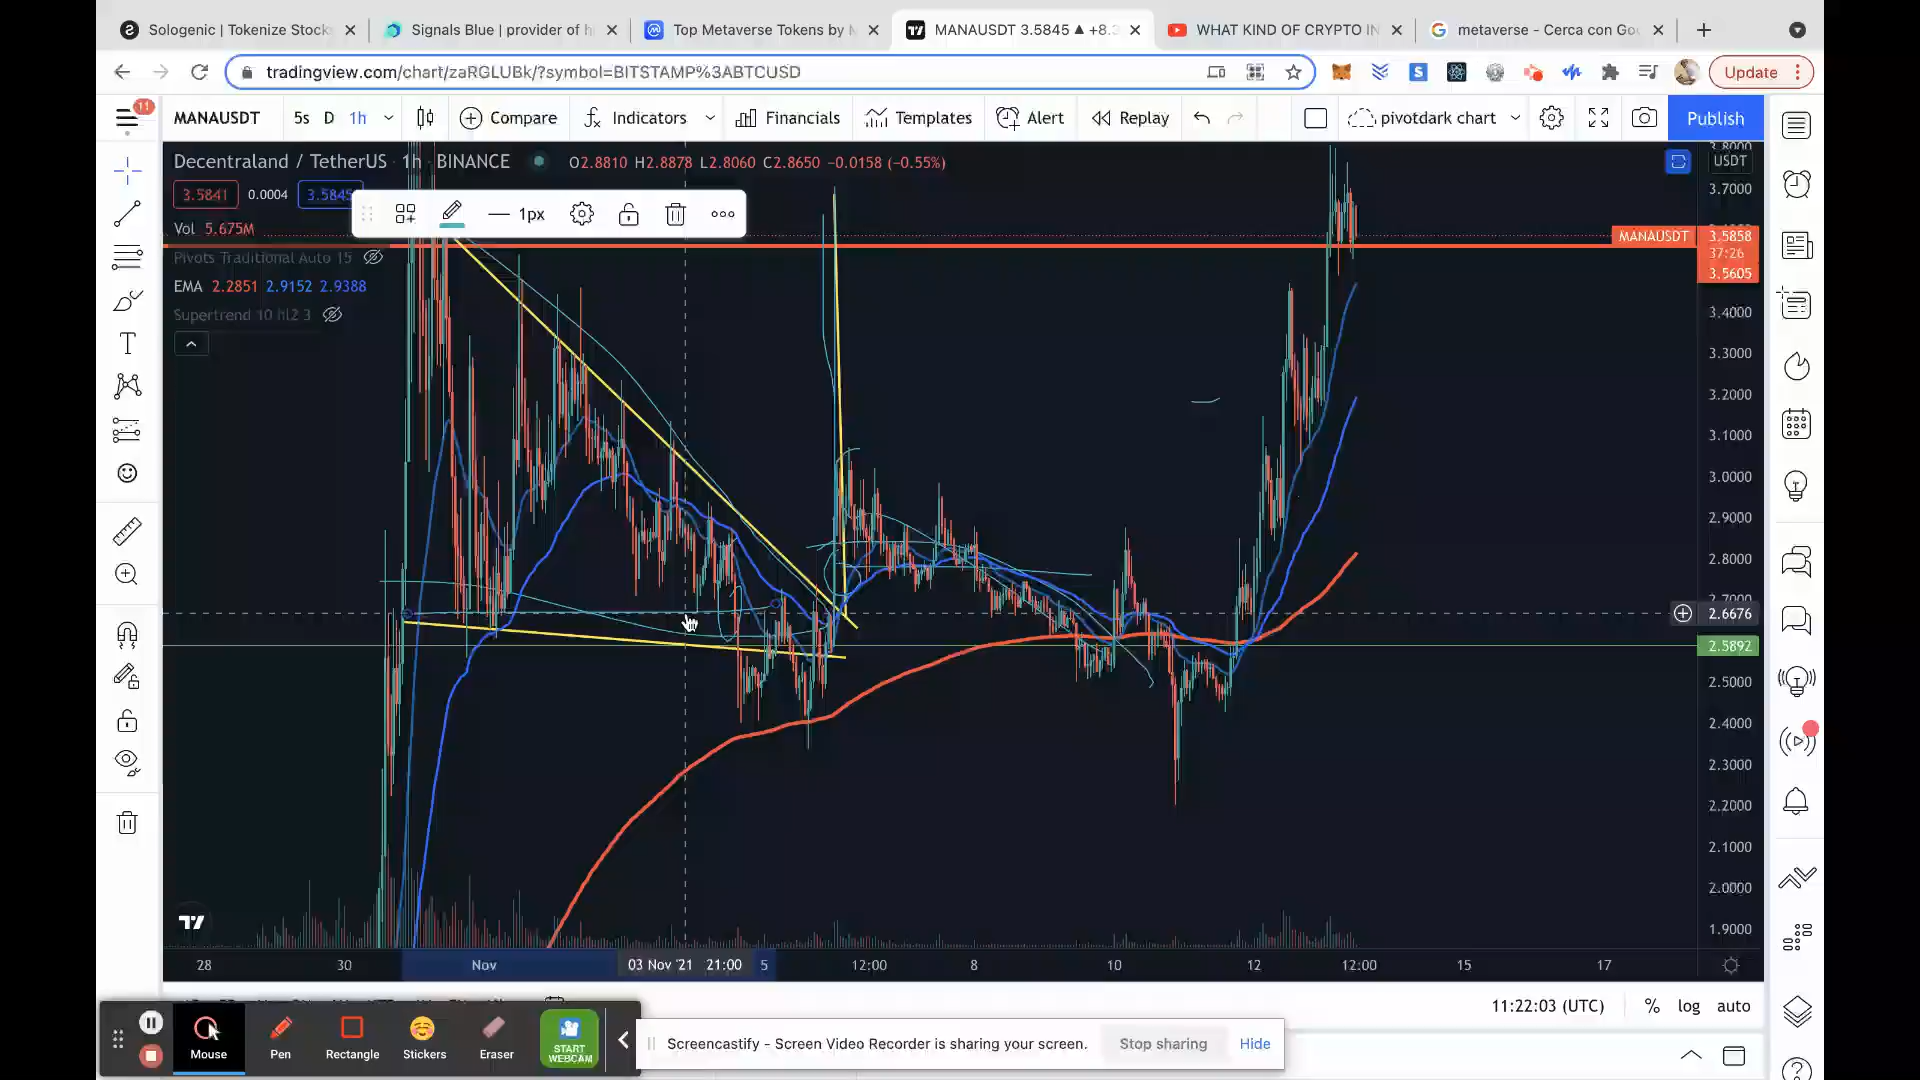 Sologenic | Tokenize Stock
Signals Blue | provider of h
Top Metaverse Tokens by M
MANAUSDT 3.5845 ▲ +8.3
WHAT KIND OF CRYPTO IN
metaverse - Cerca con Go
tradingview.com/chart/zaRGLUBk/?symbol=BITSTAMP%3ABTCUSD
Update
11
MANAUSDT
5s
D
1h
Compare
Indicators
Financials
Templates
Alert
Replay
pivotdark chart
Publish
Decentraland / TetherUS · 1h · BINANCE
O2.8810 H2.8878 L2.8060 C2.8650 −0.0158 (−0.55%)
3.5841
0.0004
3.5845
1px
Vol 5.675M
Pivots Traditional Auto 15
EMA 2.2851 2.9152 2.9388
Supertrend 10 hl2 3
3.8000
USDT
3.7000
MANAUSDT
3.5858
37:26
3.5605
3.4000
3.3000
3.2000
3.1000
3.0000
2.9000
2.8000
2.7000
2.6676
2.5892
2.5000
2.4000
2.3000
2.2000
2.1000
2.0000
1.9000
28
30
Nov
03 Nov '21 21:00
5
12:00
8
10
12
12:00
15
17
11:22:03 (UTC)
%
log
auto
Mouse
Pen
Rectangle
Stickers
Eraser
START
WEBCAM
Screencastify - Screen Video Recorder is sharing your screen.
Stop sharing
Hide